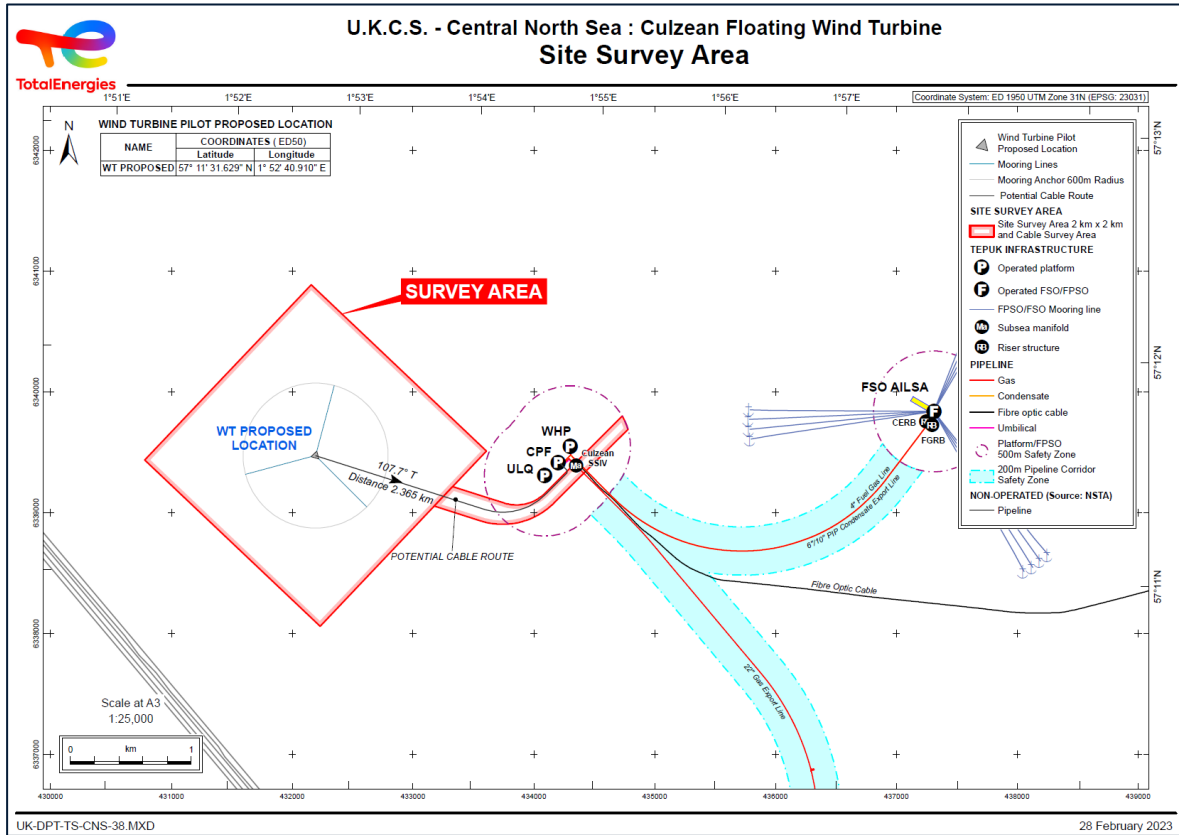 U.K.C.S. - Central North Sea : Culzean Floating Wind Turbine
Site Survey Area
TotalEnergies
1°51'E 1°52'E 1°53'E 1°54'E 1°55'E 1°56'E 1°57'E
Coordinate System: ED 1950 UTM Zone 31N (EPSG: 23031)
N
WIND TURBINE PILOT PROPOSED LOCATION
NAME
COORDINATES ( ED50)
Latitude Longitude
WT PROPOSED 57° 11' 31.629" N 1° 52' 40.910" E
6342000
6341000
6340000
6339000
6338000
6337000
57°13'N
57°12'N
57°11'N
Wind Turbine Pilot
Proposed Location
Mooring Lines
Mooring Anchor 600m Radius
Potential Cable Route
SITE SURVEY AREA
Site Survey Area 2 km x 2 km
and Cable Survey Area
TEPUK INFRASTRUCTURE
P Operated platform
F Operated FSO/FPSO
FPSO/FSO Mooring line
Ma Subsea manifold
RB Riser structure
PIPELINE
Gas
Condensate
Fibre optic cable
Umbilical
Platform/FPSO
500m Safety Zone
200m Pipeline Corridor
Safety Zone
NON-OPERATED (Source: NSTA)
Pipeline
SURVEY AREA
WT PROPOSED
LOCATION
107.7° T
Distance 2.365 km
POTENTIAL CABLE ROUTE
WHP
P
CPF
P
ULQ
P
Culzean
SSIV
Ma
FSO AILSA
F
CERB
RB
FGRB
4" Fuel Gas Line
6"/10" PIP Condensate Export Line
Fibre Optic Cable
22" Gas Export Line
Scale at A3
1:25,000
0 km 1
430000 431000 432000 433000 434000 435000 436000 437000 438000 439000
UK-DPT-TS-CNS-38.MXD
28 February 2023